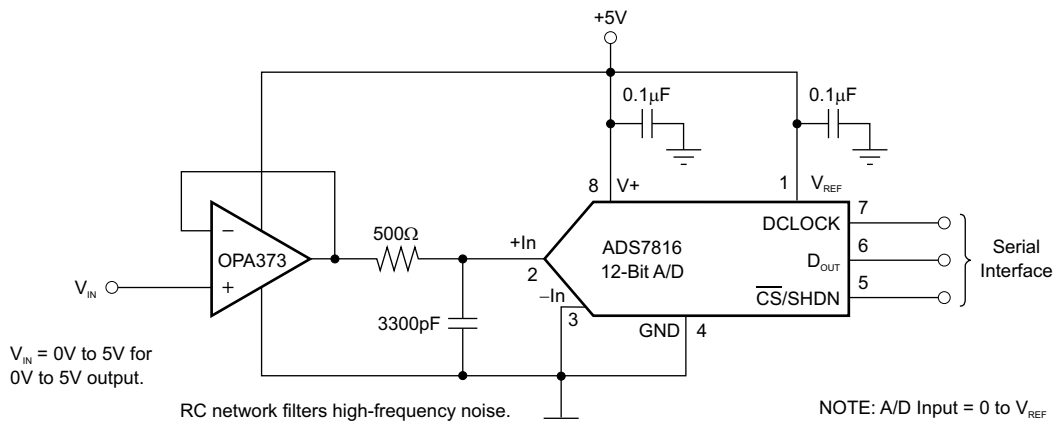 +5V
0.1μF
0.1μF
8 V+
1 V_REF
7
DCLOCK
500Ω
+In
ADS7816
6
–
OPA373
2
12-Bit A/D
D_OUT
Serial
Interface
V_IN
+
–In
5
C̅S̅/SHDN
3300pF
3
GND 4
V_IN = 0V to 5V for
0V to 5V output.
RC network filters high-frequency noise.
NOTE: A/D Input = 0 to V_REF